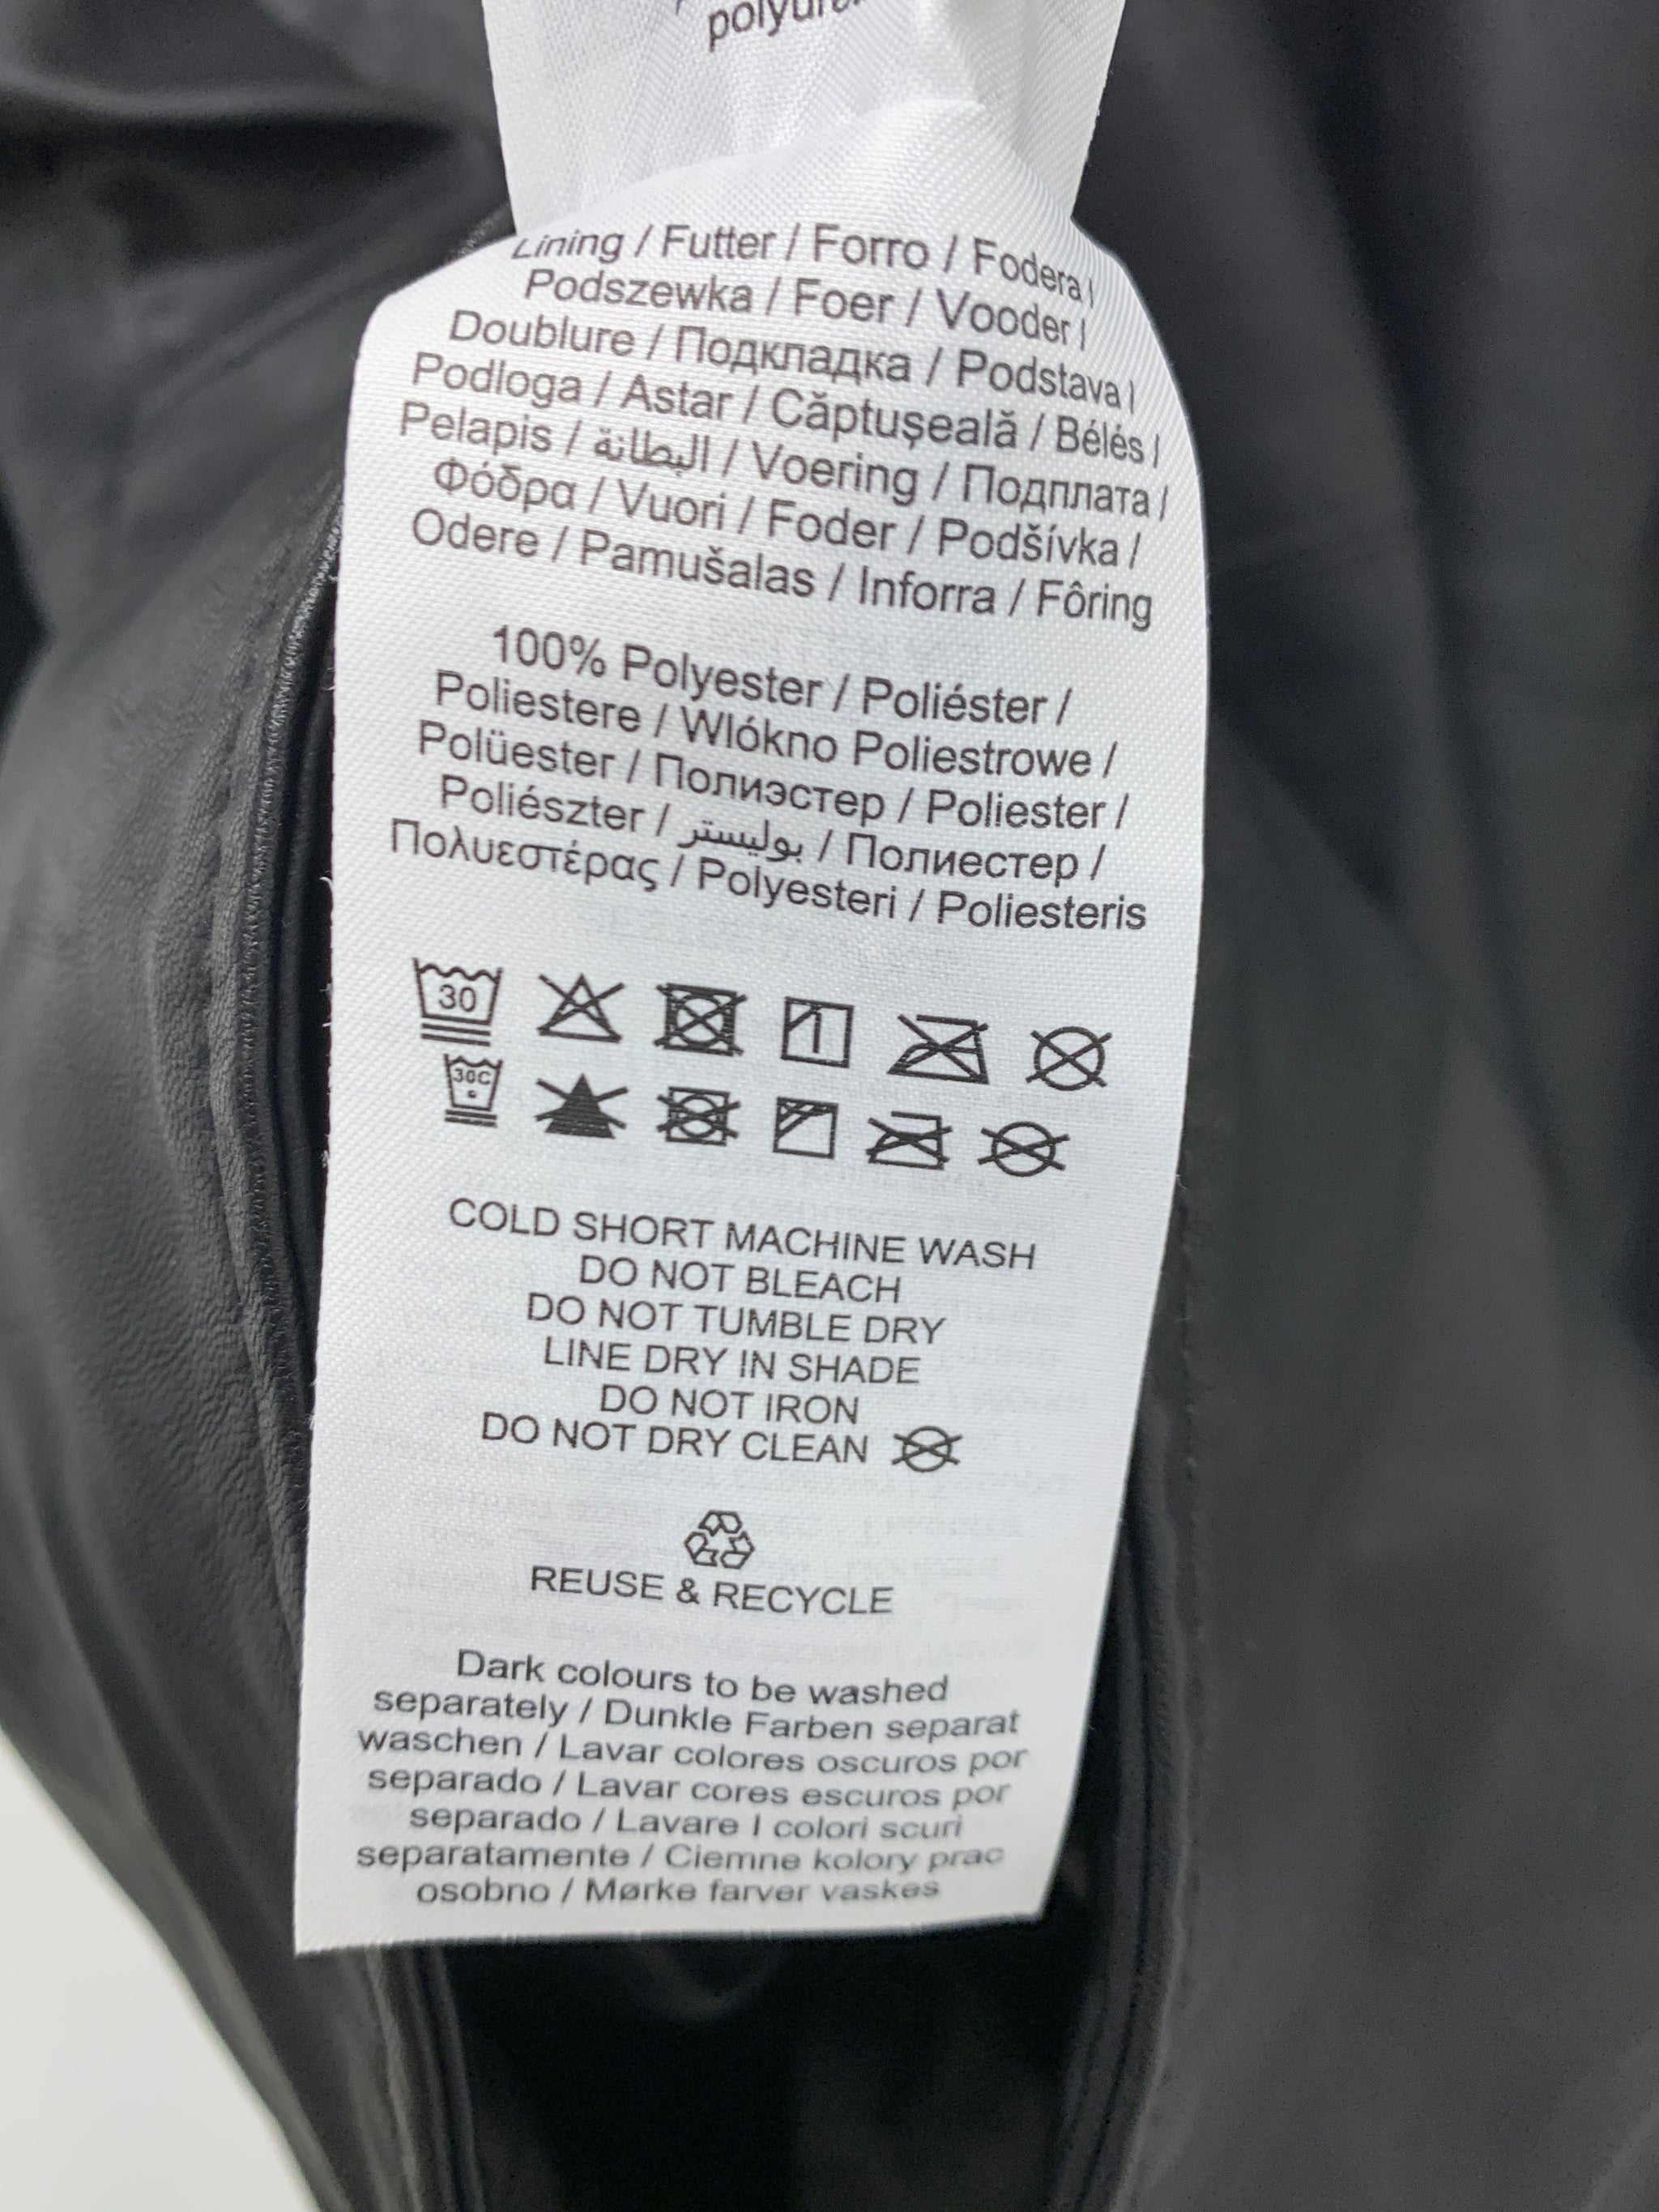 Lining / Futter / Forro / Fodera /
Podszewka / Foer / Vooder /
Doublure / Подкладка / Podstava /
Podloga / Astar / Căptuşeală / Bélés /
Pelapis / البطانة / Voering / Подплата /
Φόδρα / Vuori / Foder / Podšívka /
Odere / Pamušalas / Inforra / Fôring
100% Polyester / Poliéster /
Poliestere / Wlókno Poliestrowe /
Polüester / Полиэстер / Poliester /
Poliészter / بوليستر / Полиестер /
Πολυεστέρας / Polyesteri / Poliesteris
30
1
30C
COLD SHORT MACHINE WASH
DO NOT BLEACH
DO NOT TUMBLE DRY
LINE DRY IN SHADE
DO NOT IRON
DO NOT DRY CLEAN
REUSE & RECYCLE
Dark colours to be washed
separately / Dunkle Farben separat
waschen / Lavar colores oscuros por
separado / Lavar cores escuros por
separado / Lavare I colori scuri
separatamente / Ciemne kolory prac
osobno / Mørke farver vaskes